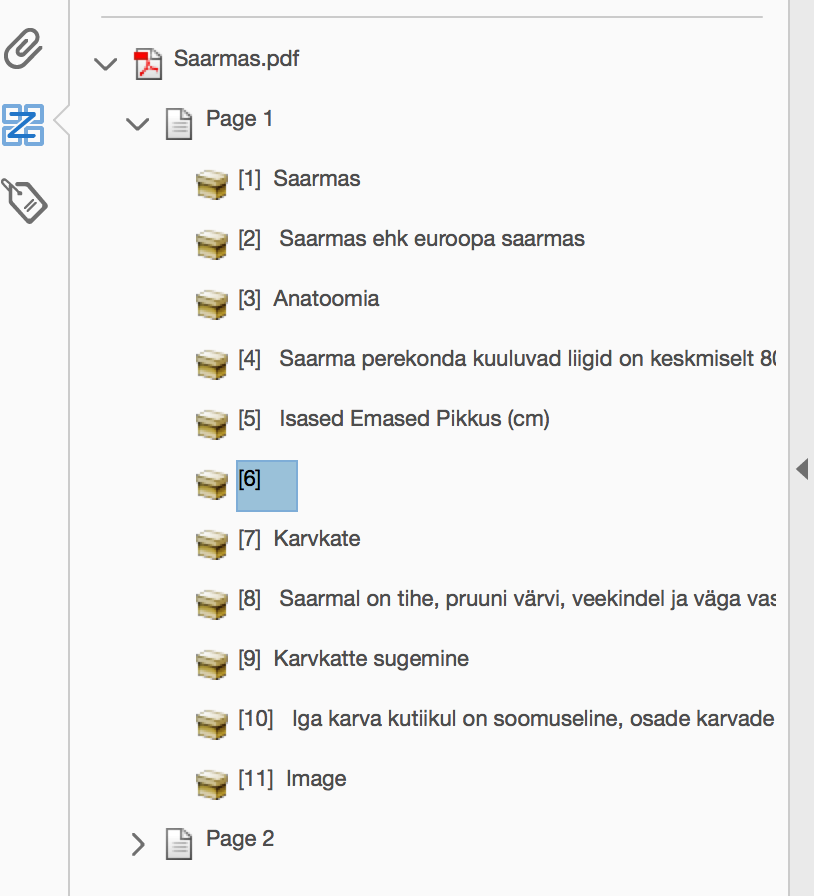 Saarmas.pdf
Page 1
[1] Saarmas
[2] Saarmas ehk euroopa saarmas
[3] Anatoomia
[4] Saarma perekonda kuuluvad liigid on keskmiselt 80
[5] Isased Emased Pikkus (cm)
[6]
[7] Karvkate
[8] Saarmal on tihe, pruuni värvi, veekindel ja väga vas
[9] Karvkatte sugemine
[10] Iga karva kutiikul on soomuseline, osade karvade
[11] Image
Page 2